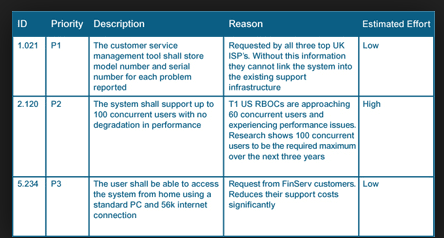 ID Priority Description Reason Estimated Effort
1.021 P1 The customer service Requested by all three top UK Low
management tool shall store ISP's. Without this information
model number and serial they cannot link the system into
number for each problem the existing support
reported infrastructure
2.120 P2 The system shall support up to T1 US RBOCs are approaching High
100 concurrent users with no 60 concurrent users and
degradation in performance experiencing performance issues.
Research shows 100 concurrent
users to be the required maximum
over the next three years
5.234 P3 The user shall be able to access Request from FinServ customers. Low
the system from home using a Reduces their support costs
standard PC and 56k internet significantly
connection